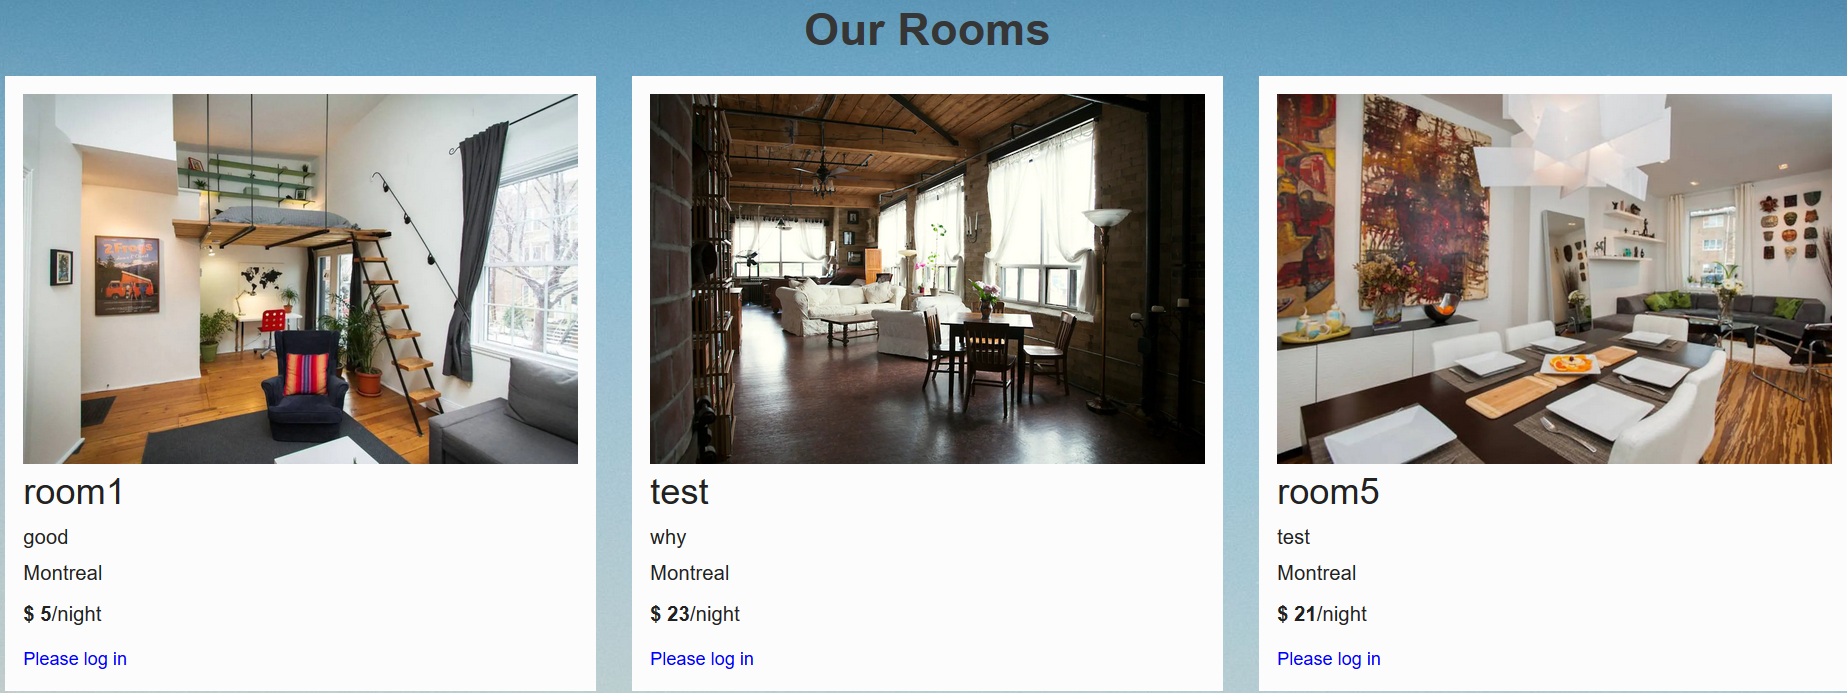 Our Rooms
room1
good
Montreal
$ 5/night
Please log in
test
why
Montreal
$ 23/night
Please log in
room5
test
Montreal
$ 21/night
Please log in